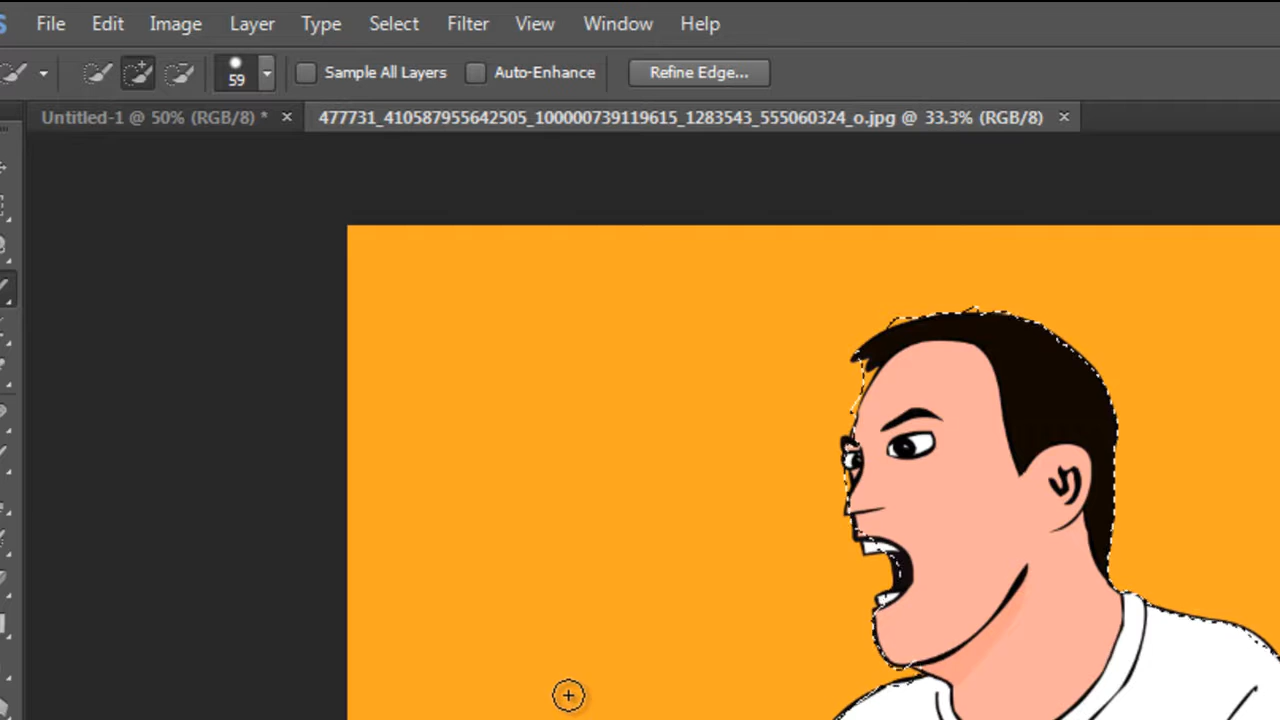 File Edit Image Layer Type Select Filter View Window Help
59 Sample All Layers Auto-Enhance Refine Edge...
Untitled-1 @ 50% (RGB/8) * × 477731_410587955642505_100000739119615_1283543_555060324_o.jpg @ 33.3% (RGB/8) ×